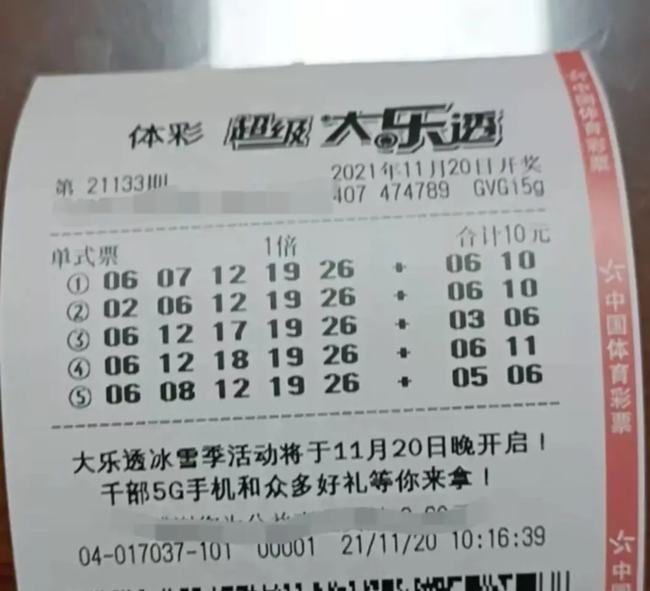 体彩 超级大乐透
第 21133期 2021年11月20日开奖
407 474789 GVGi5g
单式票 1倍 合计10元
① 06 07 12 19 26 + 06 10
② 02 06 12 19 26 + 06 10
③ 06 12 17 19 26 + 03 06
④ 06 12 18 19 26 + 06 11
⑤ 06 08 12 19 26 + 05 06
大乐透冰雪季活动将于11月20日晚开启！
千部5G手机和众多好礼等你来拿！
04-017037-101 00001 21/11/20 10:16:39
中国体育彩票
中国体育彩票
中